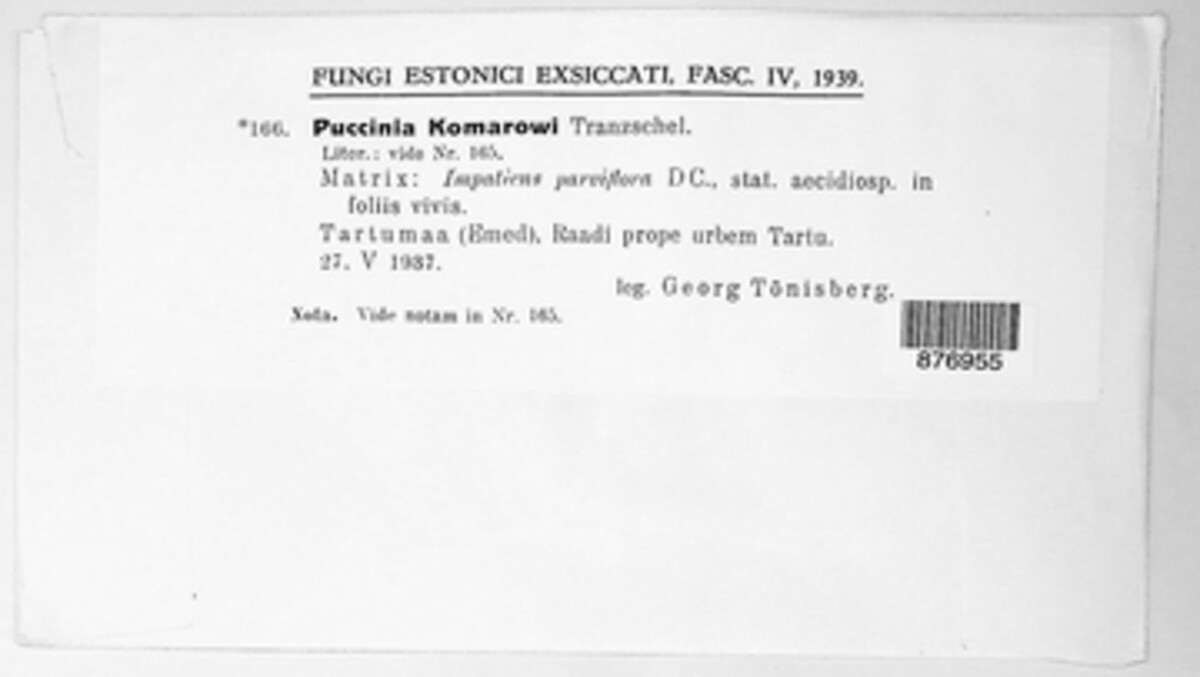 FUNGI ESTONICI EXSICCATI, FASC. IV, 1939.
*166. Puccinia Komarowi Tranzschel.
Liter.: vide Nr. 165.
Matrix: Impatiens parviflora DC., stat. aecidiosp. in
foliis vivis.
Tartumaa (Emed), Raadi prope urbem Tartu.
27. V 1937.
leg. Georg Tõnisberg.
Nota. Vide notam in Nr. 165.
876955